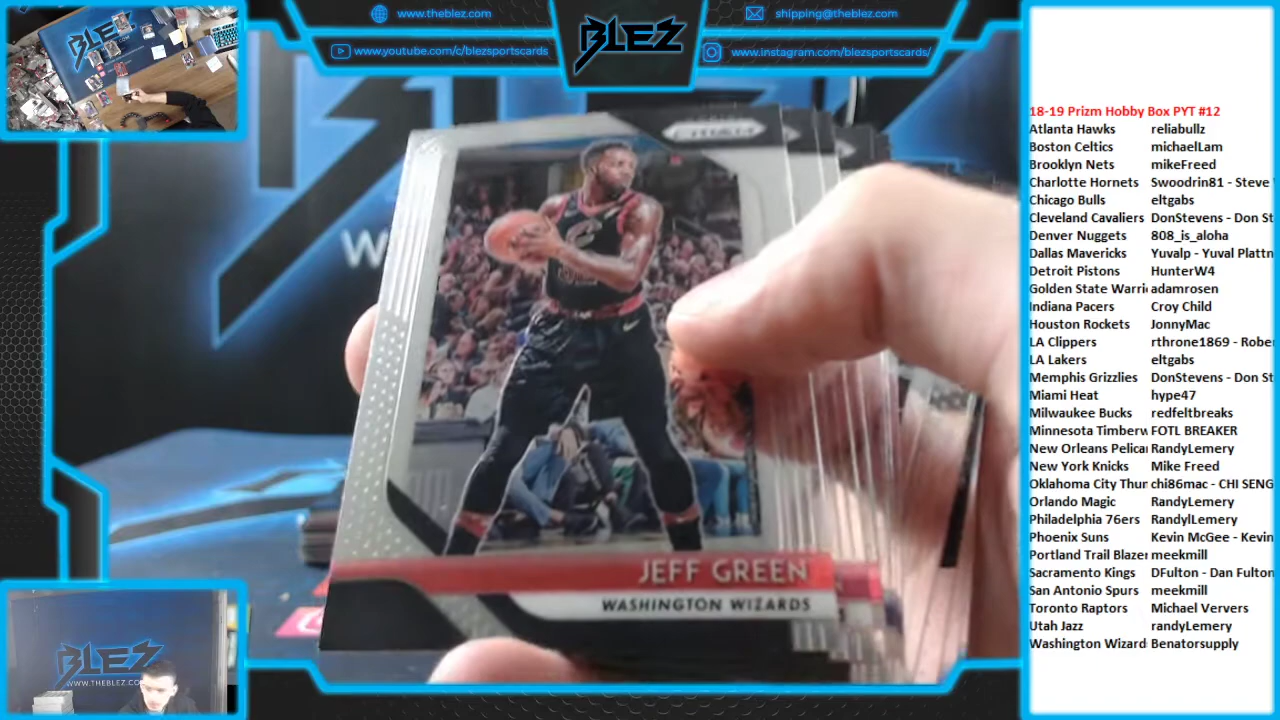 www.theblez.com
www.youtube.com/c/blezsportscards
BLEZ
shipping@theblez.com
www.instagram.com/blezsportscards/
PRIZM
JEFF GREEN
WASHINGTON WIZARDS
BLEZ
WWW.THEBLEZ.CO
18-19 Prizm Hobby Box PYT #12
Atlanta Hawks reliabullz
Boston Celtics michaelLam
Brooklyn Nets mikeFreed
Charlotte Hornets Swoodrin81 - Steve
Chicago Bulls eltgabs
Cleveland Cavaliers DonStevens - Don St
Denver Nuggets 808_is_aloha
Dallas Mavericks Yuvalp - Yuval Plattn
Detroit Pistons HunterW4
Golden State Warri adamrosen
Indiana Pacers Croy Child
Houston Rockets JonnyMac
LA Clippers rthrone1869 - Rober
LA Lakers eltgabs
Memphis Grizzlies DonStevens - Don St
Miami Heat hype47
Milwaukee Bucks redfeltbreaks
Minnesota Timberw FOTL BREAKER
New Orleans Pelica RandyLemery
New York Knicks Mike Freed
Oklahoma City Thun chi86mac - CHI SENG
Orlando Magic RandyLemery
Philadelphia 76ers RandylLemery
Phoenix Suns Kevin McGee - Kevin
Portland Trail Blazer meekmill
Sacramento Kings DFulton - Dan Fulton
San Antonio Spurs meekmill
Toronto Raptors Michael Ververs
Utah Jazz randyLemery
Washington Wizard Benatorsupply